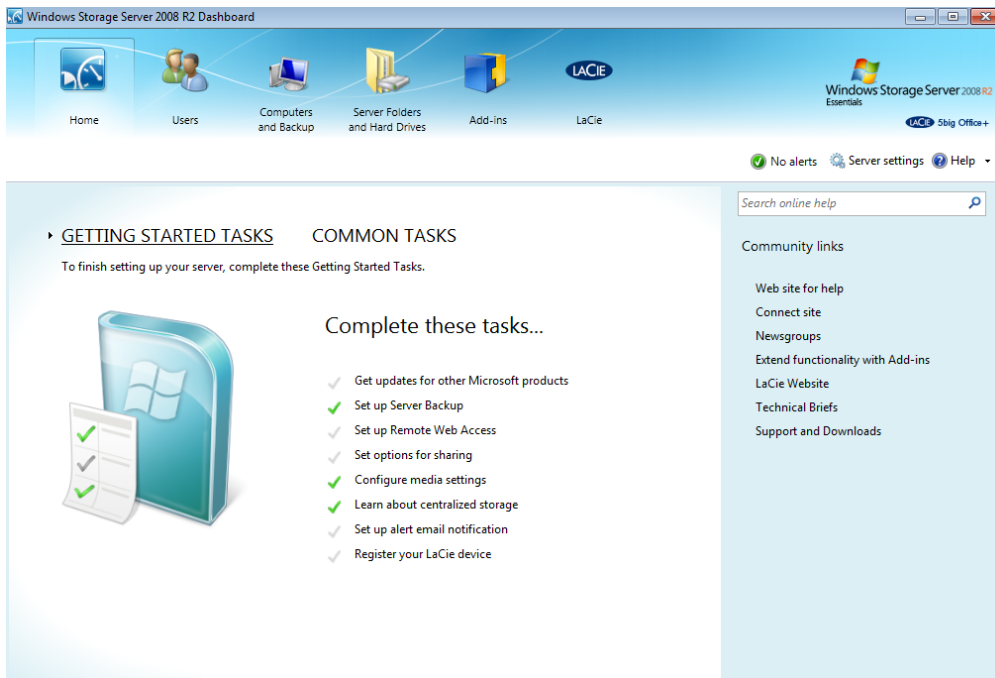 Windows Storage Server 2008 R2 Dashboard
Home
Users
Computers
and Backup
Server Folders
and Hard Drives
Add-ins
LACIE
LaCie
Windows Storage Server 2008 R2
Essentials
LACIE 5big Office+
No alerts
Server settings
Help
Search online help
GETTING STARTED TASKS
COMMON TASKS
To finish setting up your server, complete these Getting Started Tasks.
Complete these tasks...
Get updates for other Microsoft products
Set up Server Backup
Set up Remote Web Access
Set options for sharing
Configure media settings
Learn about centralized storage
Set up alert email notification
Register your LaCie device
Community links
Web site for help
Connect site
Newsgroups
Extend functionality with Add-ins
LaCie Website
Technical Briefs
Support and Downloads